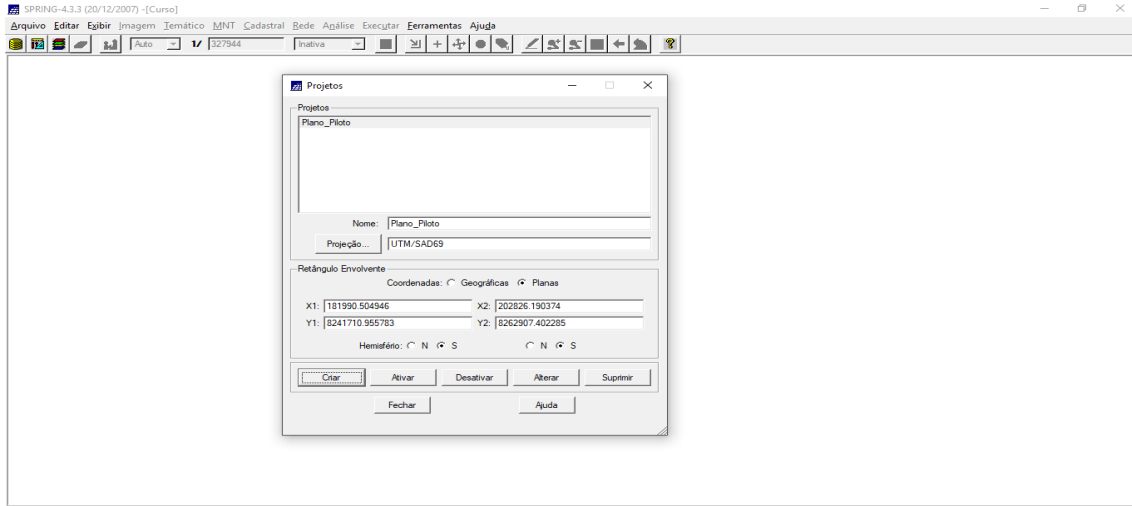 SPRING-4.3.3 (20/12/2007) -[Curso]
Arquivo Editar Exibir Imagem Temático MNT Cadastral Rede Análise Executar Ferramentas Ajuda
Auto 1/ 327944 Inativa
Projetos
Projetos
Plano_Piloto
Nome: Plano_Piloto
Projeção... UTM/SAD69
Retângulo Envolvente
Coordenadas: Geográficas Planas
X1: 181990.504946 X2: 202826.190374
Y1: 8241710.955783 Y2: 8262907.402285
Hemisfério: N S N S
Criar Ativar Desativar Alterar Suprimir
Fechar Ajuda